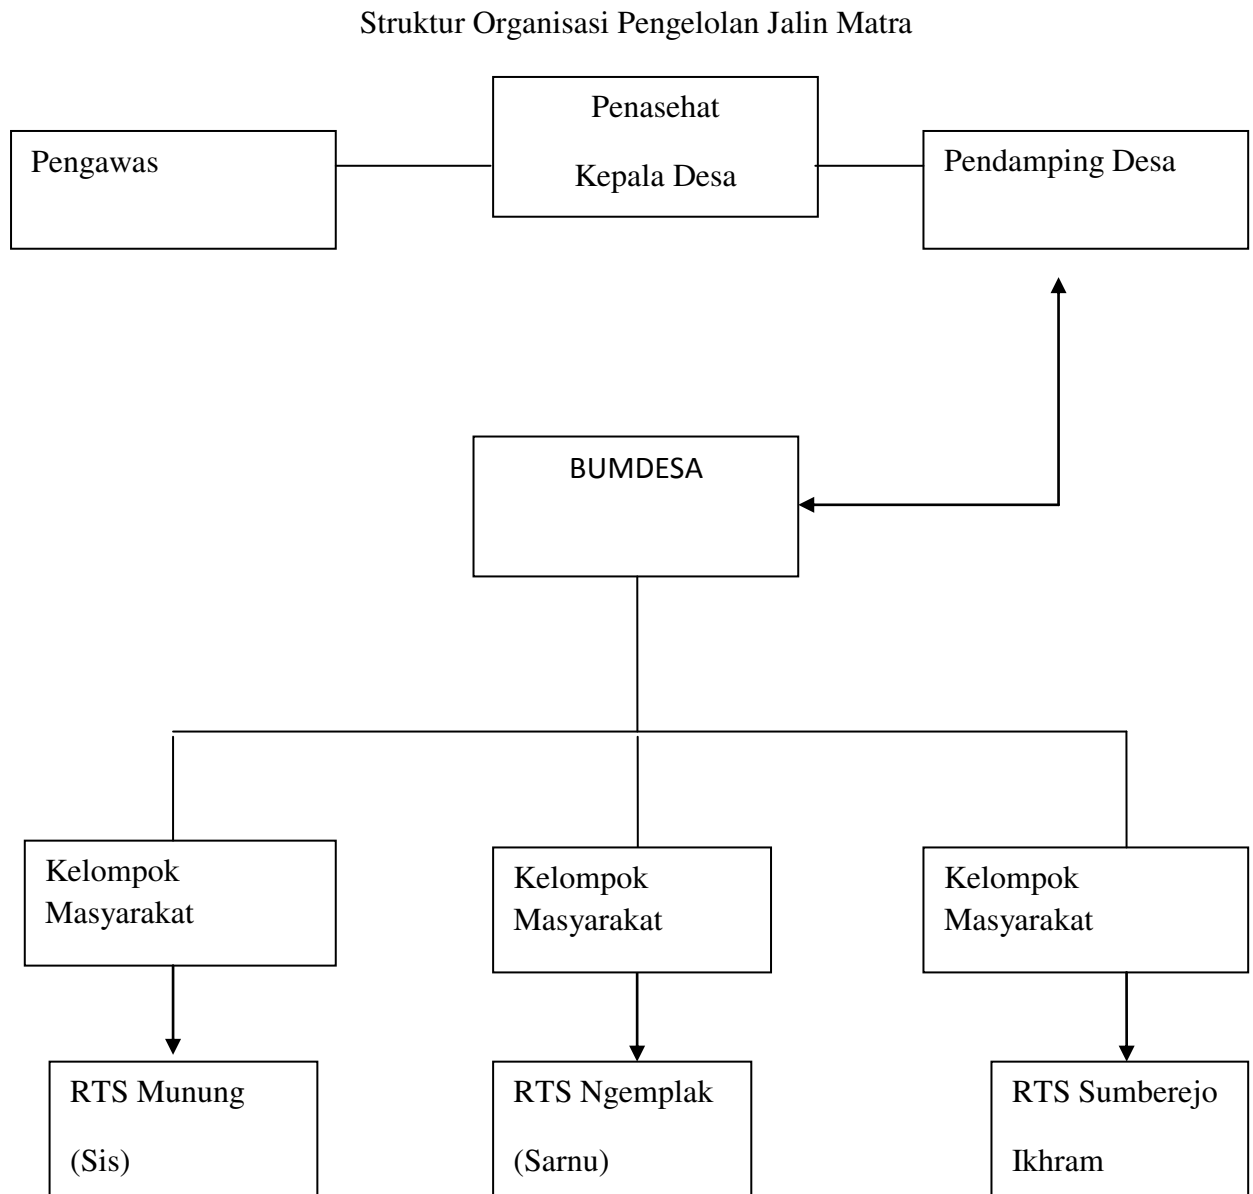 Struktur Organisasi Pengelolan Jalin Matra
Penasehat
Kepala Desa
Pengawas
Pendamping Desa
BUMDESA
Kelompok
Masyarakat
Kelompok
Masyarakat
Kelompok
Masyarakat
RTS Munung
(Sis)
RTS Ngemplak
(Sarnu)
RTS Sumberejo
Ikhram